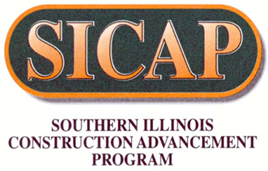 SICAP
SOUTHERN ILLINOIS
CONSTRUCTION ADVANCEMENT
PROGRAM